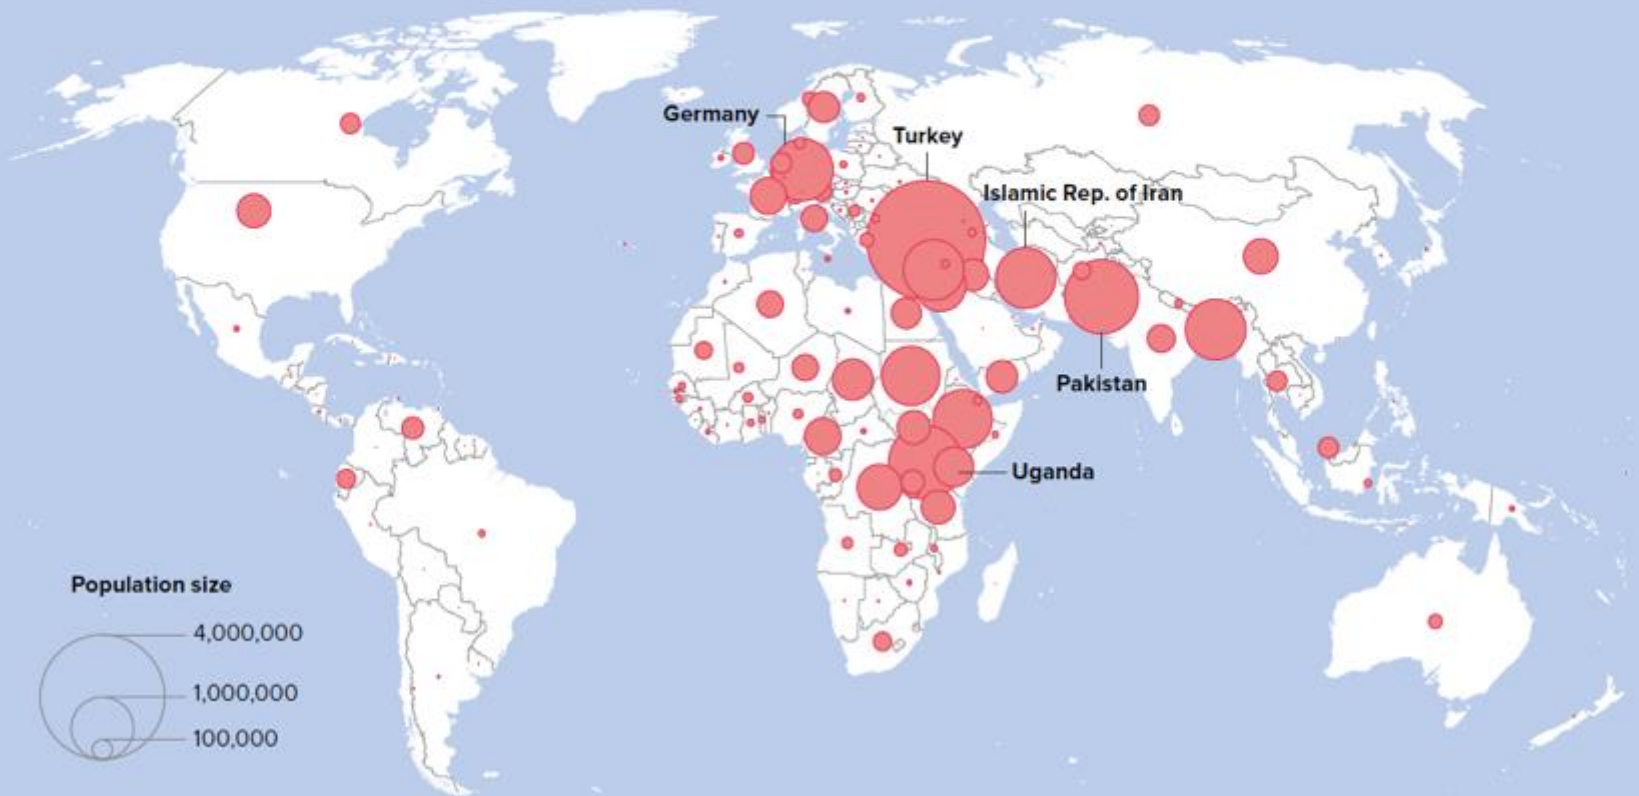 Germany
Turkey
Islamic Rep. of Iran
Pakistan
Uganda
Population size
4,000,000
1,000,000
100,000